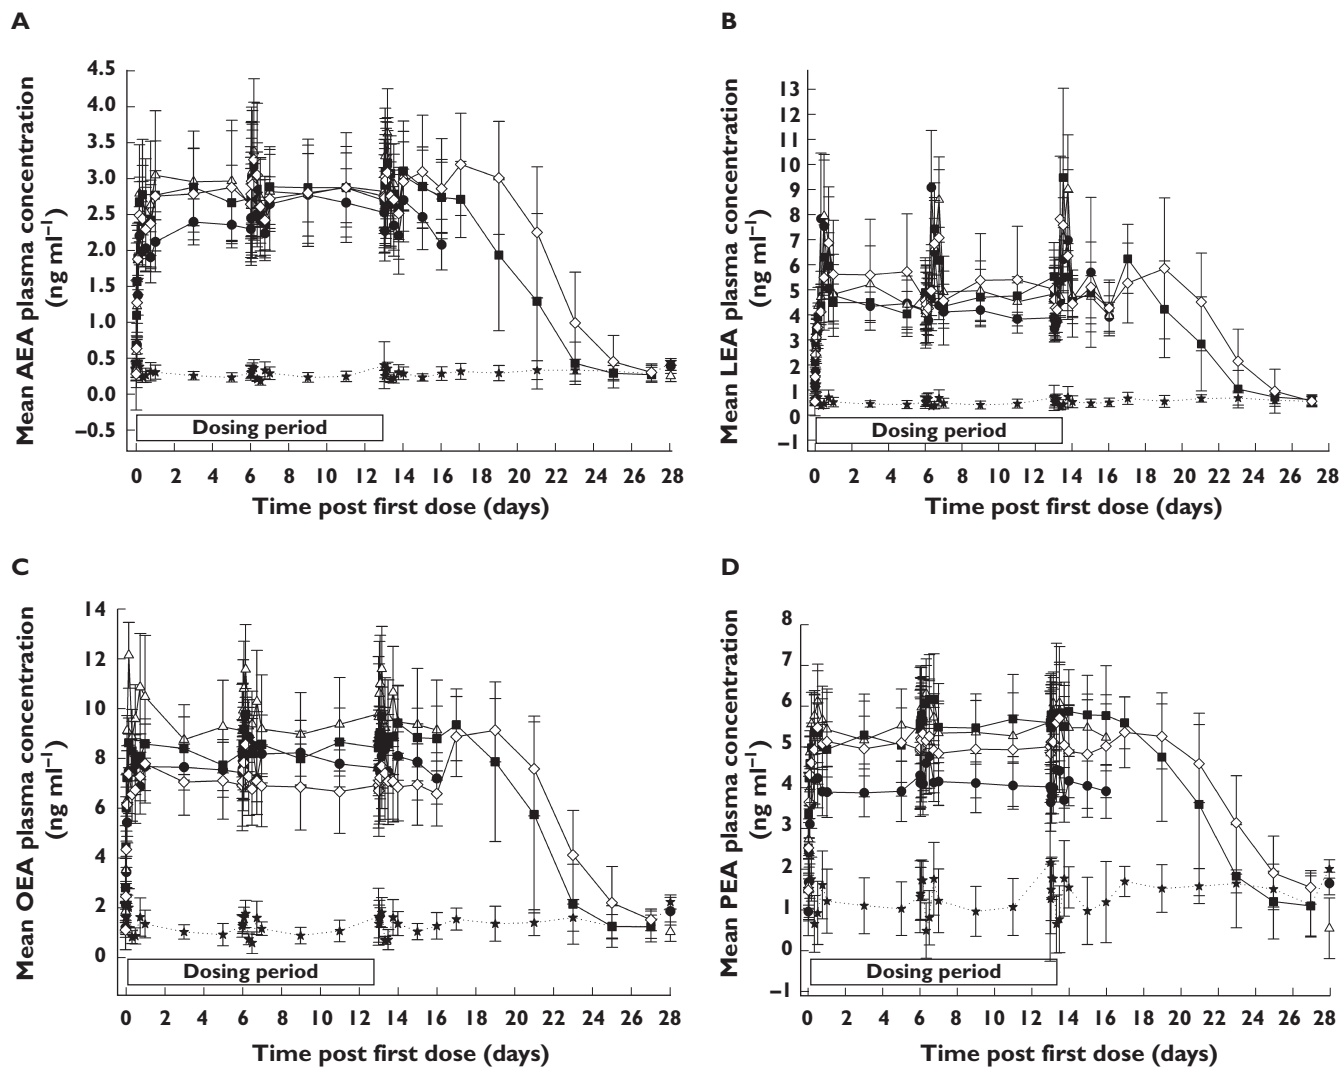 A
Mean AEA plasma concentration
(ng ml⁻¹)
4.5
4.0
3.5
3.0
2.5
2.0
1.5
1.0
0.5
0.0
–0.5
Dosing period
0 2 4 6 8 10 12 14 16 18 20 22 24 26 28
Time post first dose (days)
B
Mean LEA plasma concentration
(ng ml⁻¹)
13
12
11
10
9
8
7
6
5
4
3
2
1
0
–1
Dosing period
0 2 4 6 8 10 12 14 16 18 20 22 24 26 28
Time post first dose (days)
C
Mean OEA plasma concentration
(ng ml⁻¹)
14
12
10
8
6
4
2
0
Dosing period
0 2 4 6 8 10 12 14 16 18 20 22 24 26 28
Time post first dose (days)
D
Mean PEA plasma concentration
(ng ml⁻¹)
8
7
6
5
4
3
2
1
0
–1
Dosing period
0 2 4 6 8 10 12 14 16 18 20 22 24 26 28
Time post first dose (days)